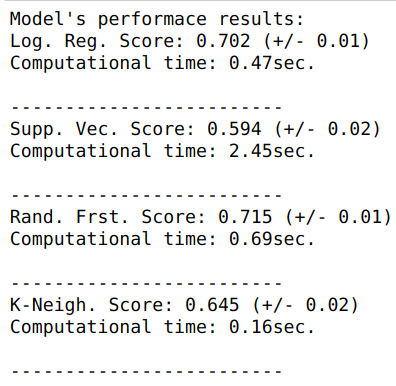 Model's performace results:
Log. Reg. Score: 0.702 (+/- 0.01)
Computational time: 0.47sec.
-------------------------
Supp. Vec. Score: 0.594 (+/- 0.02)
Computational time: 2.45sec.
-------------------------
Rand. Frst. Score: 0.715 (+/- 0.01)
Computational time: 0.69sec.
-------------------------
K-Neigh. Score: 0.645 (+/- 0.02)
Computational time: 0.16sec.
-------------------------